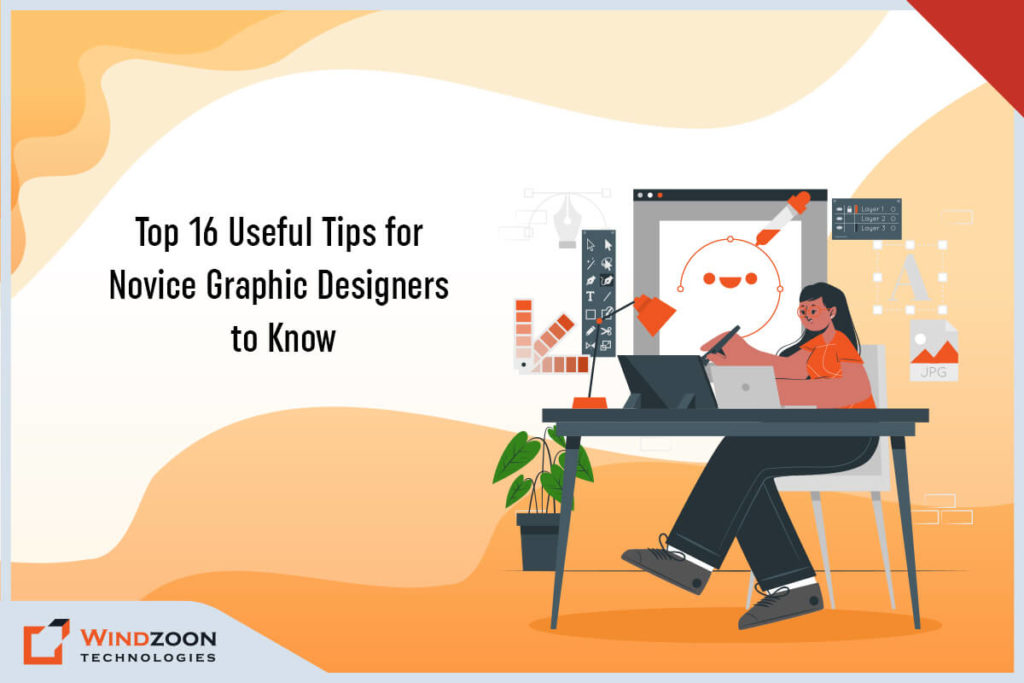 Top 16 Useful Tips for
Novice Graphic Designers
to Know
Layer 1
Layer 2
Layer 3
T
A
JPG
WINDZOON
TECHNOLOGIES